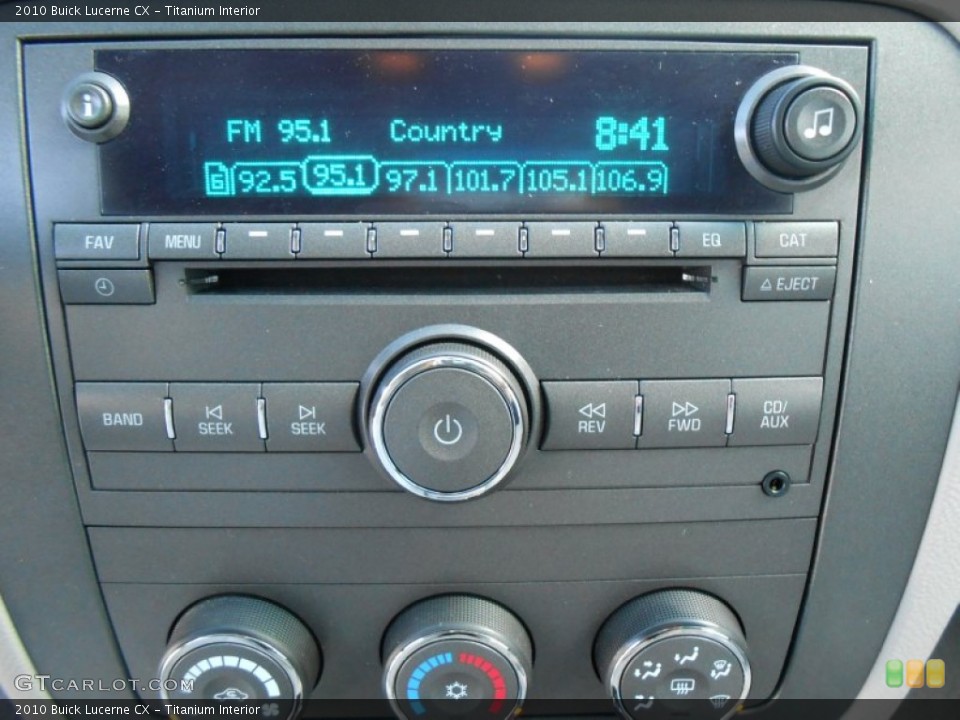 2010 Buick Lucerne CX - Titanium Interior
i
FM 95.1 Country 8:41
G 92.5 95.1 97.1 101.7 105.1 106.9
FAV MENU EQ CAT
EJECT
BAND SEEK SEEK REV FWD CD/AUX
GTCARLOT.COM
2010 Buick Lucerne CX - Titanium Interior